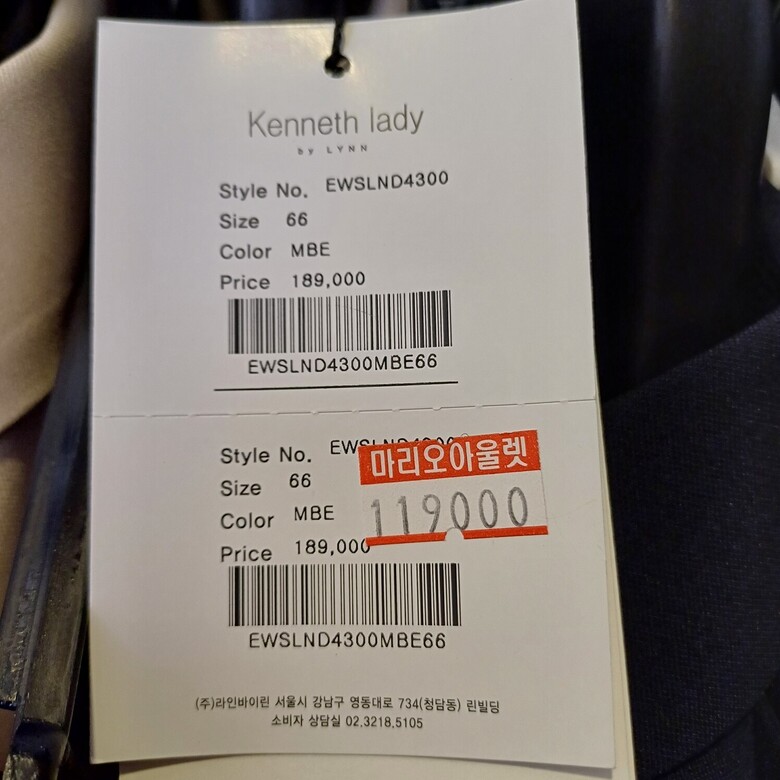 Kenneth lady
by LYNN
Style No. EWSLND4300
Size 66
Color MBE
Price 189,000
EWSLND4300MBE66
Style No. EWSLND4300
마리오아울렛
Size 66
119000
Color MBE
Price 189,000
EWSLND4300MBE66
(주)라인바이린 서울시 강남구 영동대로 734(청담동) 린빌딩
소비자 상담실 02.3218.5105